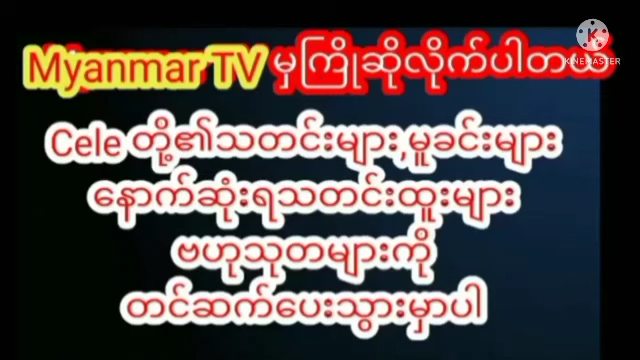 Myanmar TV မှကြိုဆိုလိုက်ပါတယ်
KINEMASTER
Cele တို့၏သတင်းများ,မူခင်းများ
နောက်ဆုံးရသတင်းထူးများ
ဗဟုသုတများကို
တင်ဆက်ပေးသွားမှာပါ